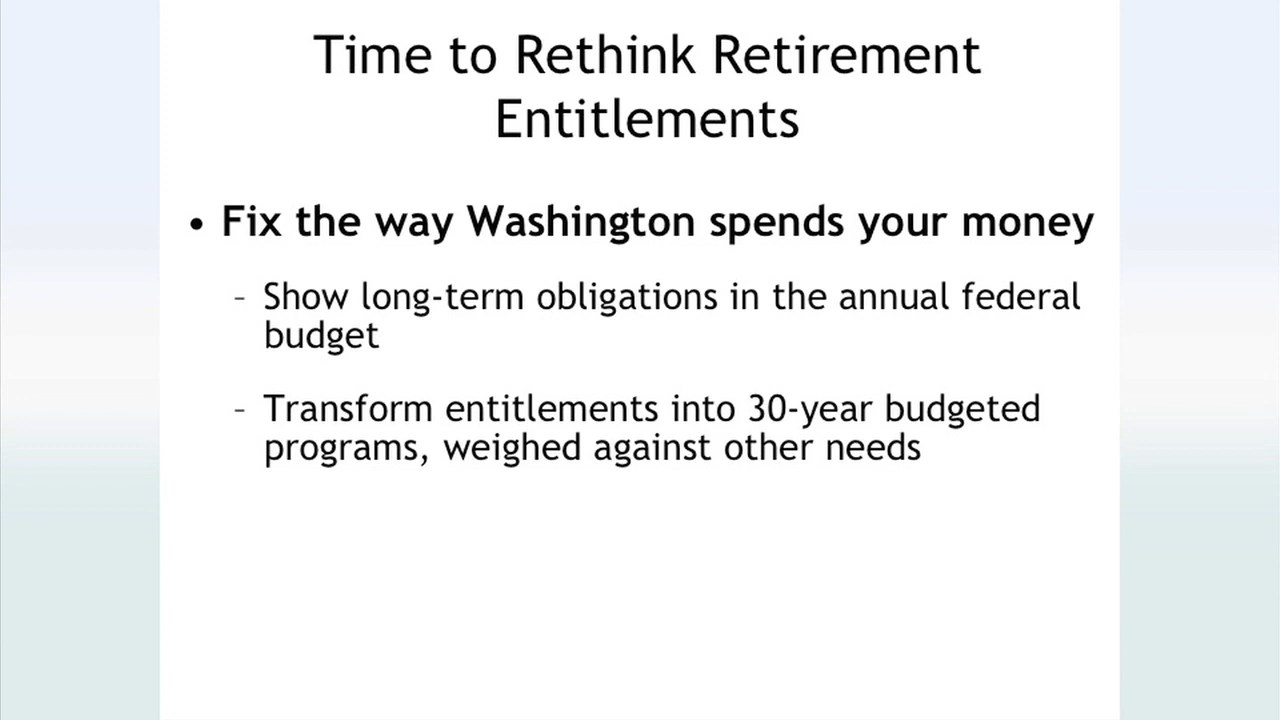 Time to Rethink Retirement
Entitlements
• Fix the way Washington spends your money
– Show long-term obligations in the annual federal
budget
– Transform entitlements into 30-year budgeted
programs, weighed against other needs